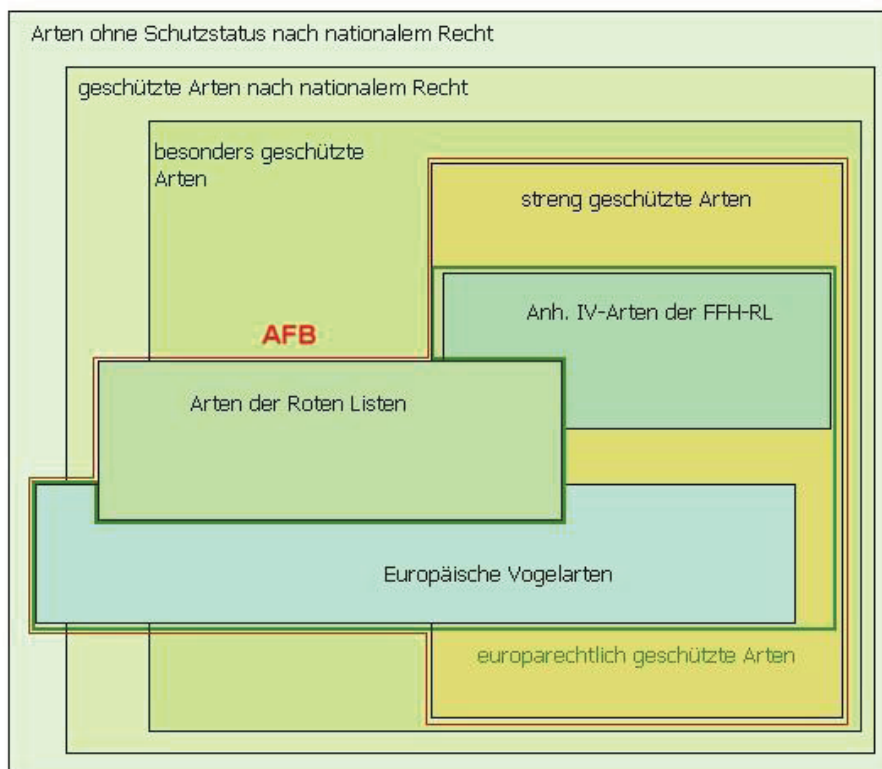 Arten ohne Schutzstatus nach nationalem Recht
geschützte Arten nach nationalem Recht
besonders geschützte
Arten
streng geschützte Arten
Anh. IV-Arten der FFH-RL
AFB
Arten der Roten Listen
Europäische Vogelarten
europarechtlich geschützte Arten